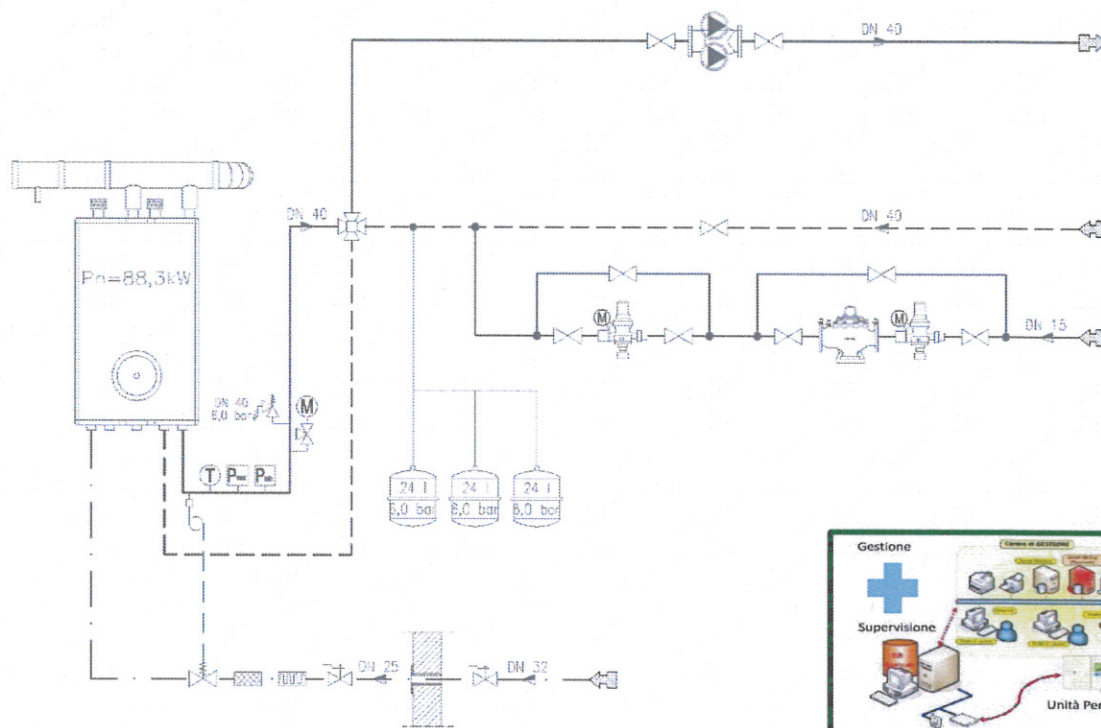 DN 40
DN 40
DN 40
Pn=88,3kW
DN 15
DN 40
6,0 bar
M
M
M
T
P
P
24 l
24 l
24 l
6,0 bar
6,0 bar
6,0 bar
DN 25
DN 32
Gestione
Centro di GESTIONE
Supervisione
Unità Per